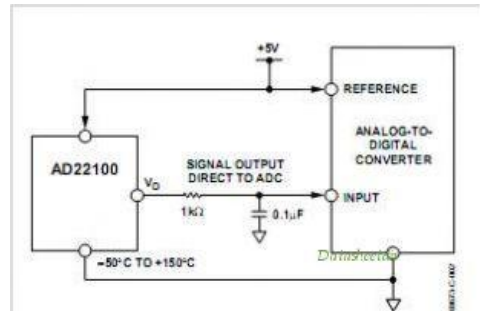 +5V
REFERENCE
ANALOG-TO-
DIGITAL
CONVERTER
AD22100
SIGNAL OUTPUT
DIRECT TO ADC
VO
INPUT
1kΩ
0.1μF
–50°C TO +150°C